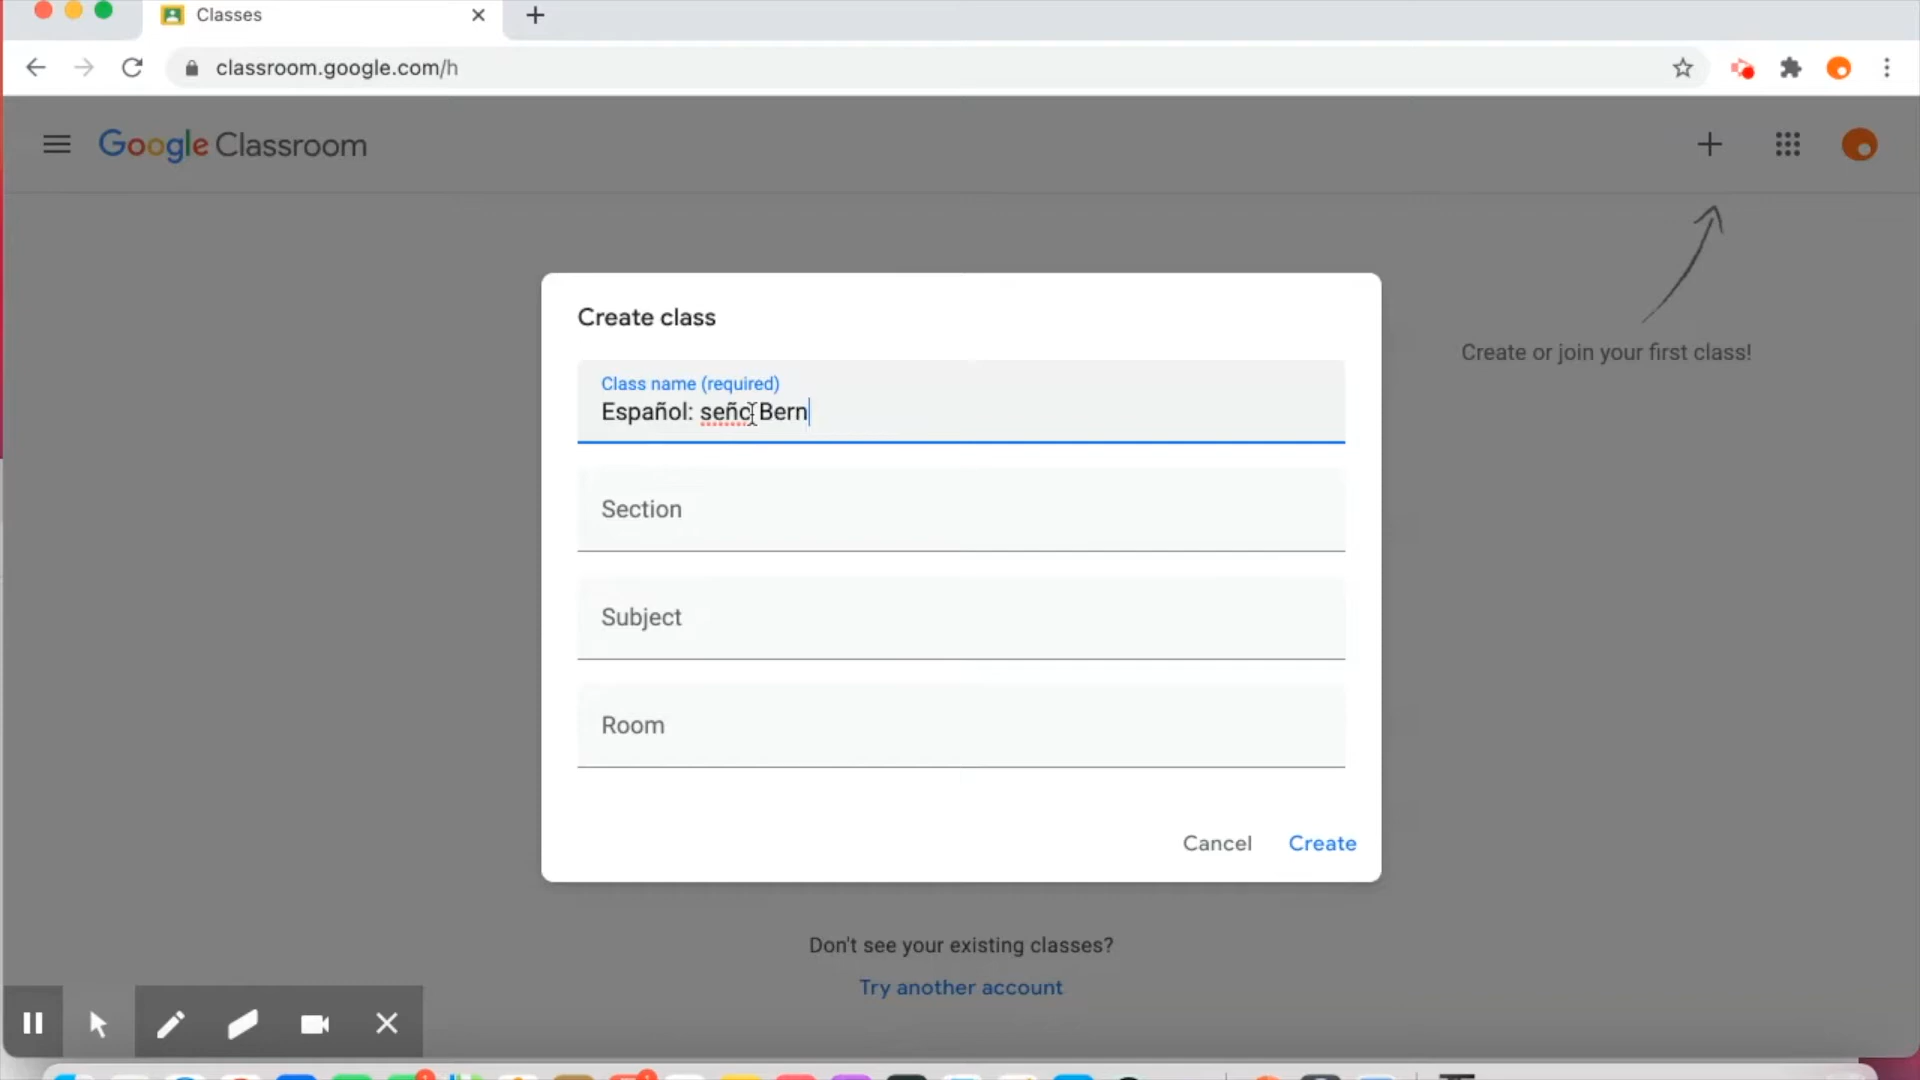 Classes
classroom.google.com/h
Google Classroom
Create or join your first class!
Create class
Class name (required)
Español: seño Bern
Section
Subject
Room
Cancel
Create
Don't see your existing classes?
Try another account